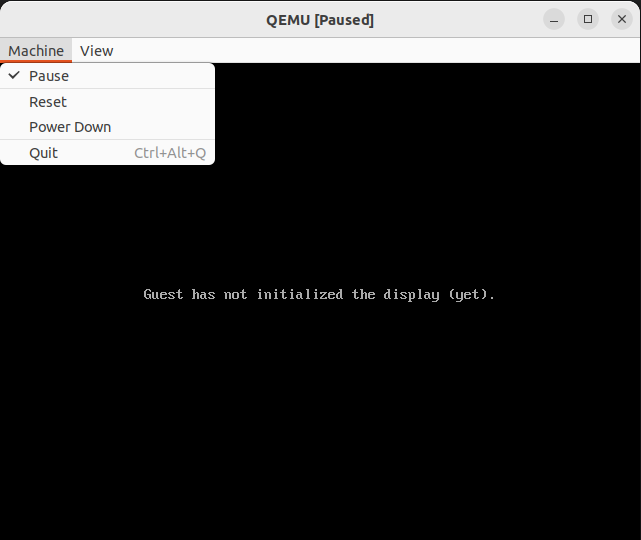 QEMU [Paused]
Machine View
Pause
Reset
Power Down
Quit Ctrl+Alt+Q
Guest has not initialized the display (yet).